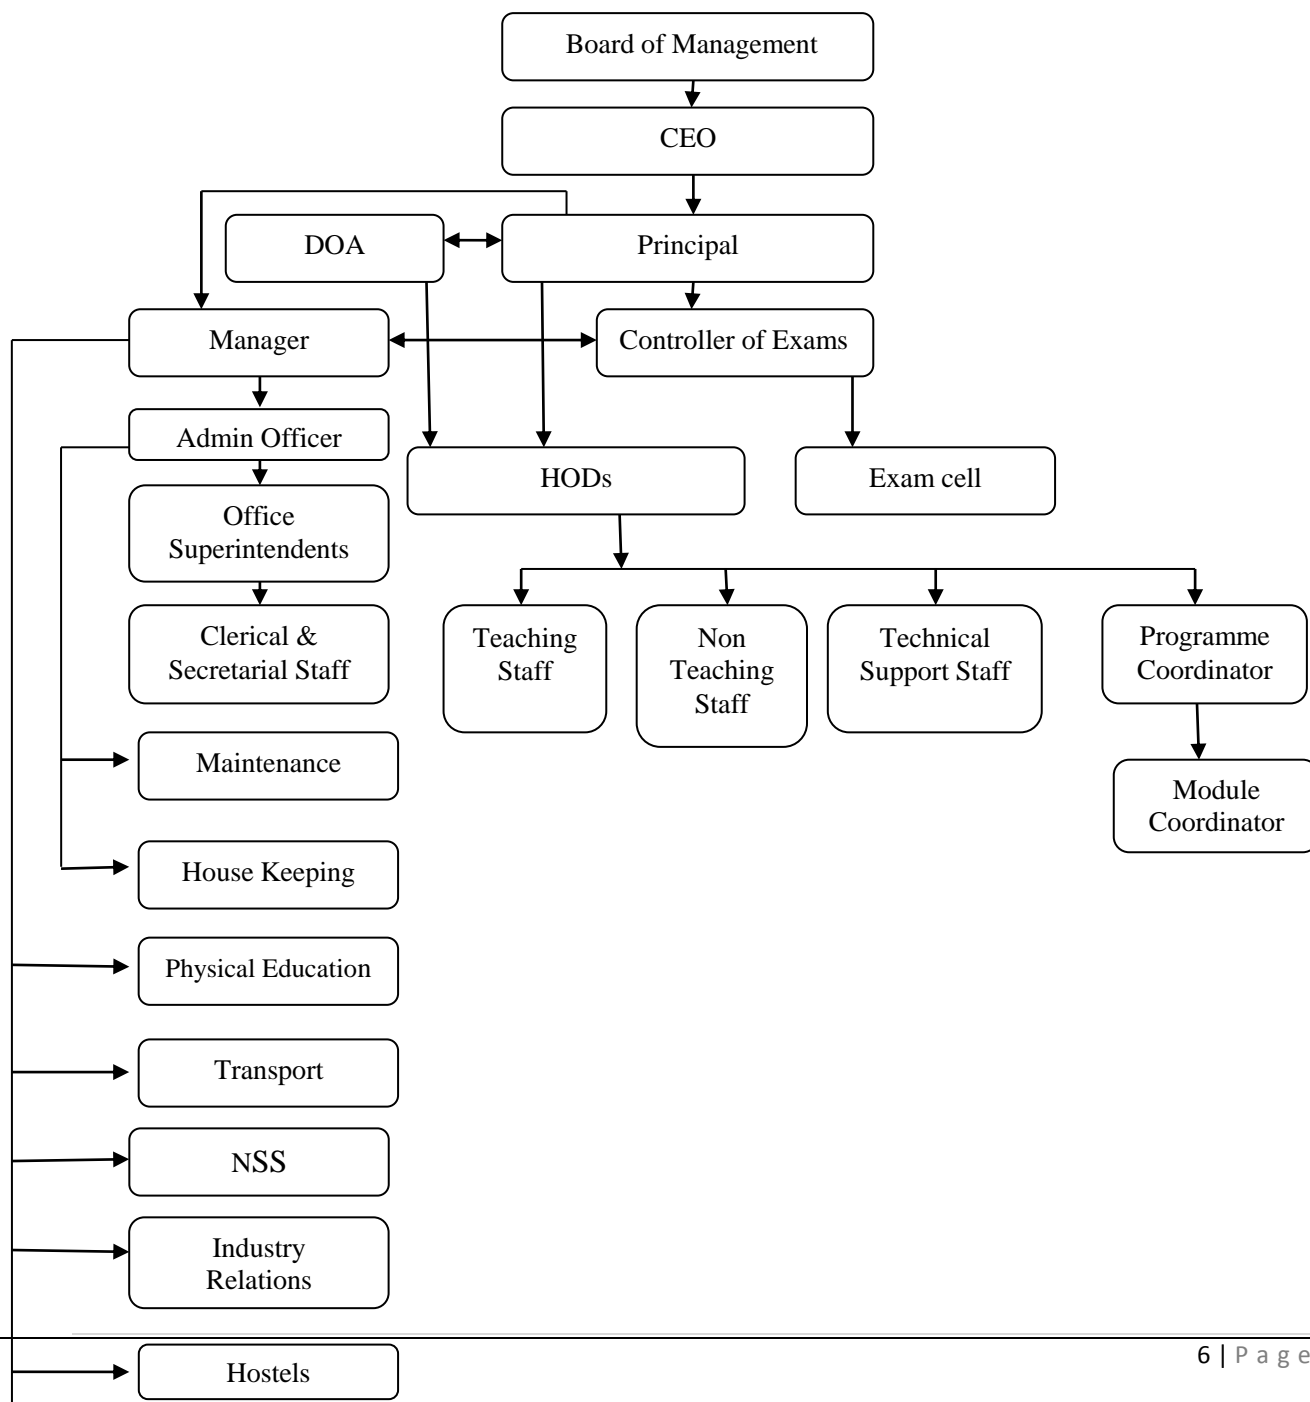 Board of Management
CEO
DOA
Principal
Manager
Controller of Exams
Admin Officer
HODs
Exam cell
Office
Superintendents
Clerical &
Secretarial Staff
Teaching
Staff
Non
Teaching
Staff
Technical
Support Staff
Programme
Coordinator
Maintenance
Module
Coordinator
House Keeping
Physical Education
Transport
NSS
Industry
Relations
Hostels
6 | Page